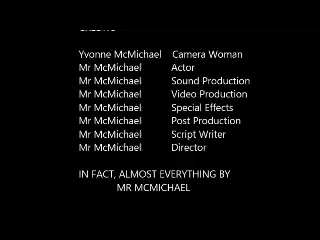 Yvonne McMichael Camera Woman
Mr McMichael Actor
Mr McMichael Sound Production
Mr McMichael Video Production
Mr McMichael Special Effects
Mr McMichael Post Production
Mr McMichael Script Writer
Mr McMichael Director
IN FACT, ALMOST EVERYTHING BY
MR MCMICHAEL